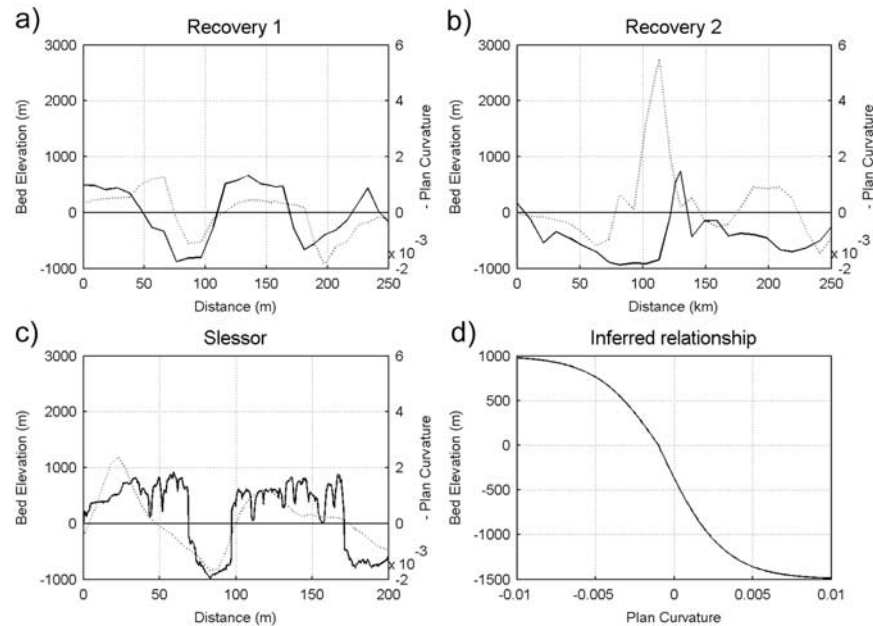 a)
Recovery 1
3000
2000
1000
0
-1000
Bed Elevation (m)
6
4
2
0
-2
- Plan Curvature
x 10
-3
0
50
100
150
200
250
Distance (m)
b)
Recovery 2
3000
2000
1000
0
-1000
Bed Elevation (m)
6
4
2
0
-2
- Plan Curvature
x 10
-3
0
50
100
150
200
250
Distance (km)
c)
Slessor
3000
2000
1000
0
-1000
Bed Elevation (m)
6
4
2
0
-2
- Plan Curvature
x 10
-3
0
50
100
150
200
Distance (m)
d)
Inferred relationship
1000
500
0
-500
-1000
-1500
Bed Elevation (m)
-0.01
-0.005
0
0.005
0.01
Plan Curvature